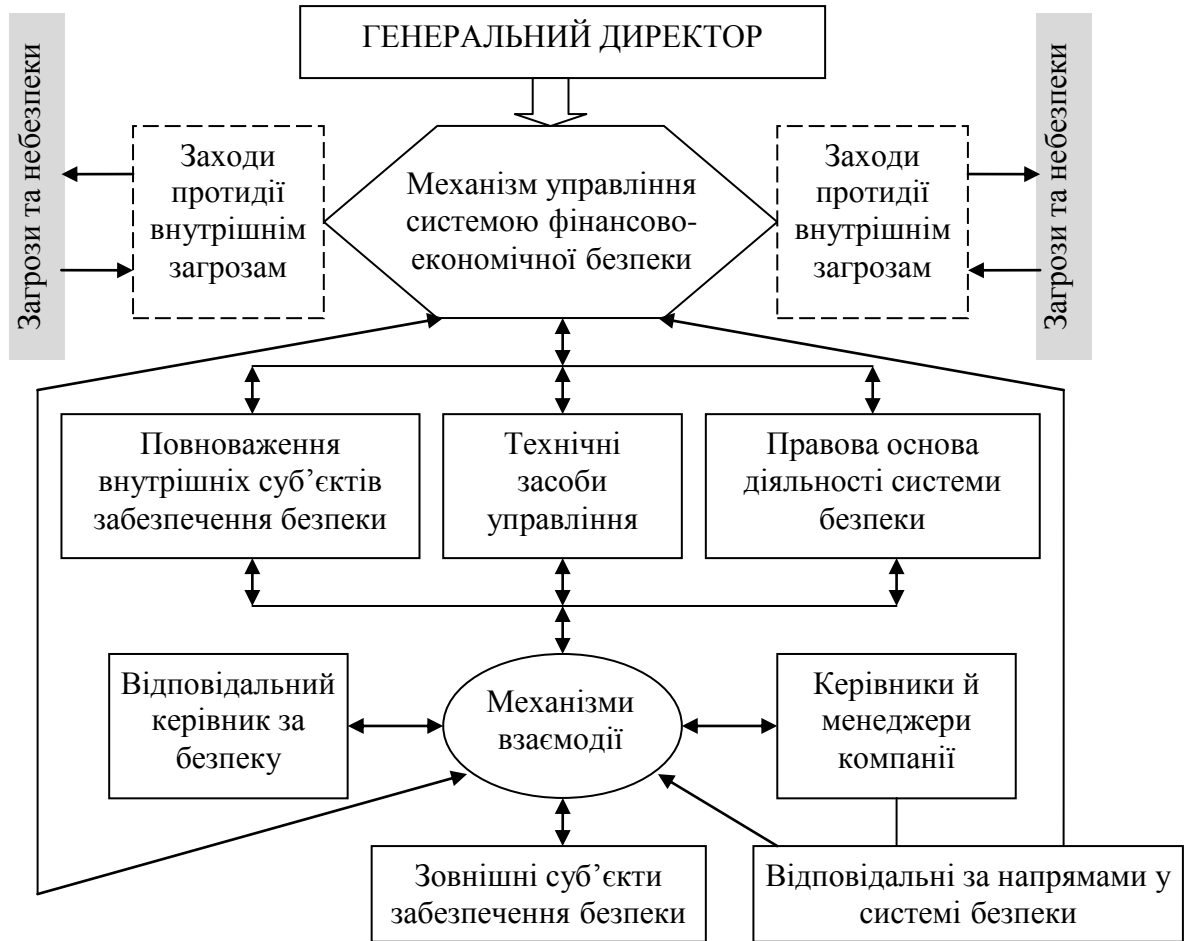 ГЕНЕРАЛЬНИЙ ДИРЕКТОР
Загрози та небезпеки
Заходи
протидії
внутрішнім
загрозам
Механізм управління
системою фінансово-
економічної безпеки
Заходи
протидії
внутрішнім
загрозам
Загрози та небезпеки
Повноваження
внутрішніх суб’єктів
забезпечення безпеки
Технічні
засоби
управління
Правова основа
діяльності системи
безпеки
Відповідальний
керівник за
безпеку
Механізми
взаємодії
Керівники й
менеджери
компанії
Зовнішні суб’єкти
забезпечення безпеки
Відповідальні за напрямами у
системі безпеки